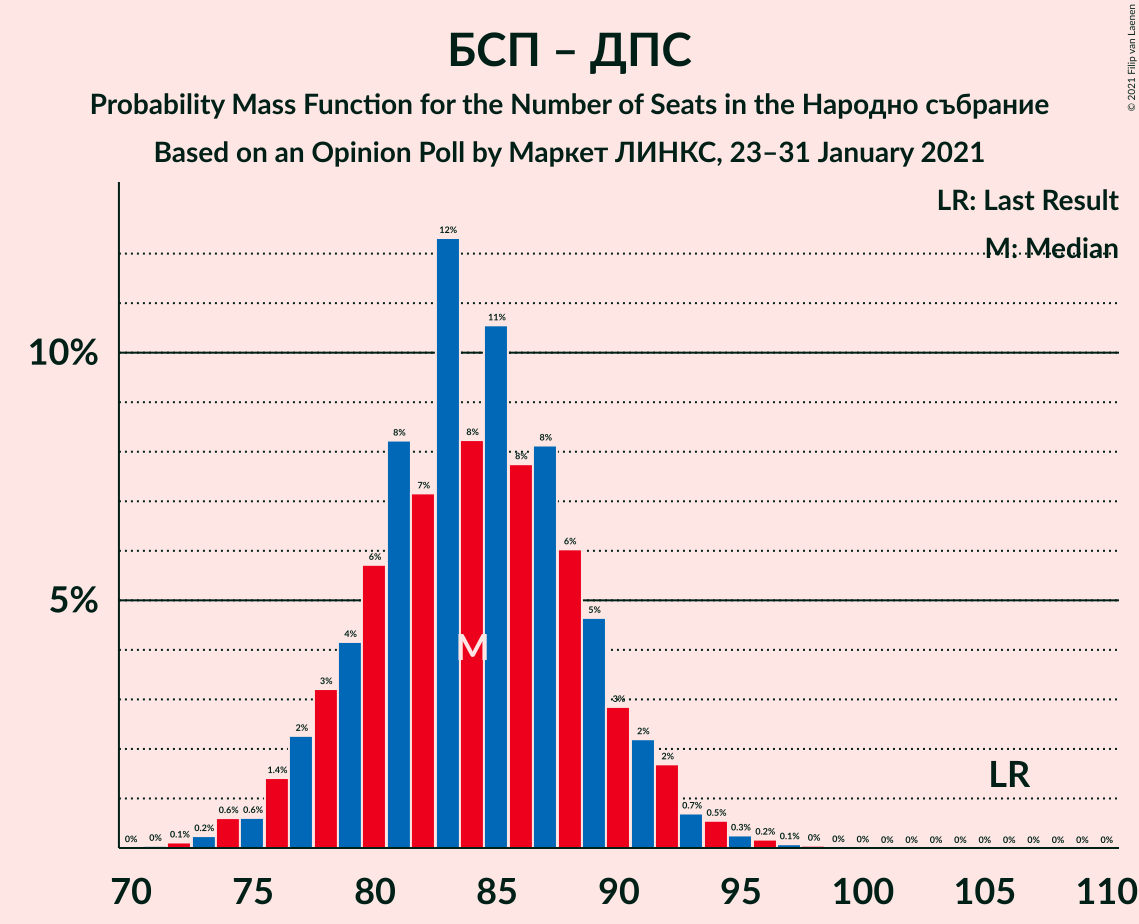 БСП – ДПС
Probability Mass Function for the Number of Seats in the Народно събрание
Based on an Opinion Poll by Маркет ЛИНКС, 23–31 January 2021
© 2021 Filip van Laenen
LR: Last Result
M: Median
10%
5%
0% 0% 0.1% 0.2% 0.6% 0.6% 1.4% 2% 3% 4% 6% 8% 7% 12% 8% 11% 8% 8% 6% 5% 3% 2% 2% 0.7% 0.5% 0.3% 0.2% 0.1% 0% 0% 0% 0% 0% 0% 0% 0% 0% 0% 0% 0% 0%
M
LR
70 75 80 85 90 95 100 105 110